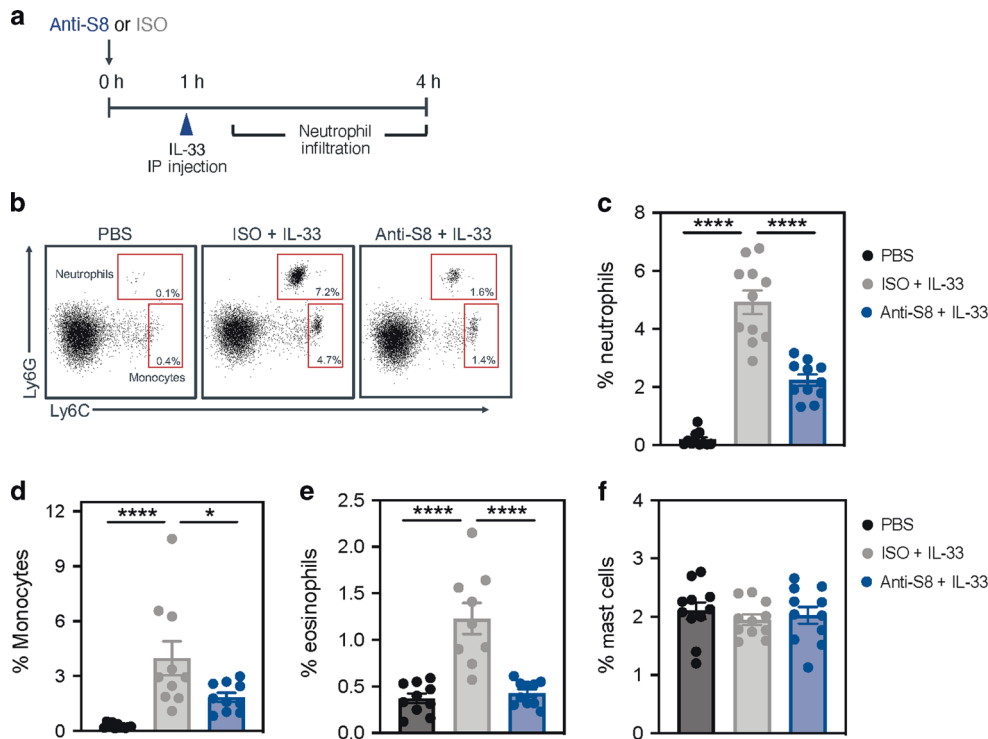 a
Anti-S8 or ISO
0 h 1 h 4 h
IL-33
IP injection
Neutrophil
infiltration
b
PBS ISO + IL-33 Anti-S8 + IL-33
Neutrophils
0.1% 7.2% 1.6%
0.4% 4.7% 1.4%
Monocytes
Ly6G
Ly6C
c
% neutrophils
8
6
4
2
0
**** ****
PBS
ISO + IL-33
Anti-S8 + IL-33
d
% Monocytes
12
9
6
3
0
**** *
e
% eosinophils
2.5
2.0
1.5
1.0
0.5
0.0
**** ****
f
% mast cells
4
3
2
1
0
PBS
ISO + IL-33
Anti-S8 + IL-33